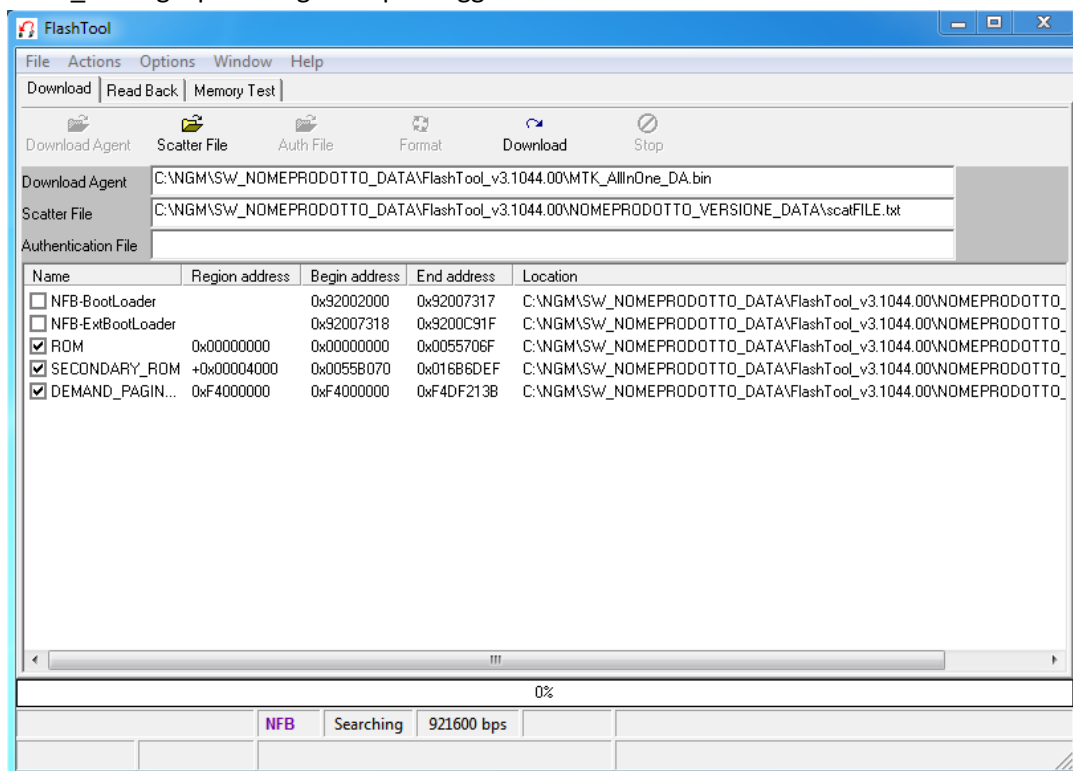 FlashTool
File Actions Options Window Help
Download Read Back Memory Test
Download Agent Scatter File Auth File Format Download Stop
Download Agent C:\NGM\SW_NOMEPRODOTTO_DATA\FlashTool_v3.1044.00\MTK_AllInOne_DA.bin
Scatter File C:\NGM\SW_NOMEPRODOTTO_DATA\FlashTool_v3.1044.00\NOMEPRODOTTO_VERSIONE_DATA\scatFILE.txt
Authentication File
Name Region address Begin address End address Location
NFB-BootLoader 0x92002000 0x92007317 C:\NGM\SW_NOMEPRODOTTO_DATA\FlashTool_v3.1044.00\NOMEPRODOTTO_
NFB-ExtBootLoader 0x92007318 0x9200C91F C:\NGM\SW_NOMEPRODOTTO_DATA\FlashTool_v3.1044.00\NOMEPRODOTTO_
ROM 0x00000000 0x00000000 0x0055706F C:\NGM\SW_NOMEPRODOTTO_DATA\FlashTool_v3.1044.00\NOMEPRODOTTO_
SECONDARY_ROM +0x00004000 0x0055B070 0x016B6DEF C:\NGM\SW_NOMEPRODOTTO_DATA\FlashTool_v3.1044.00\NOMEPRODOTTO_
DEMAND_PAGIN... 0xF4000000 0xF4000000 0xF4DF213B C:\NGM\SW_NOMEPRODOTTO_DATA\FlashTool_v3.1044.00\NOMEPRODOTTO_
0%
NFB Searching 921600 bps